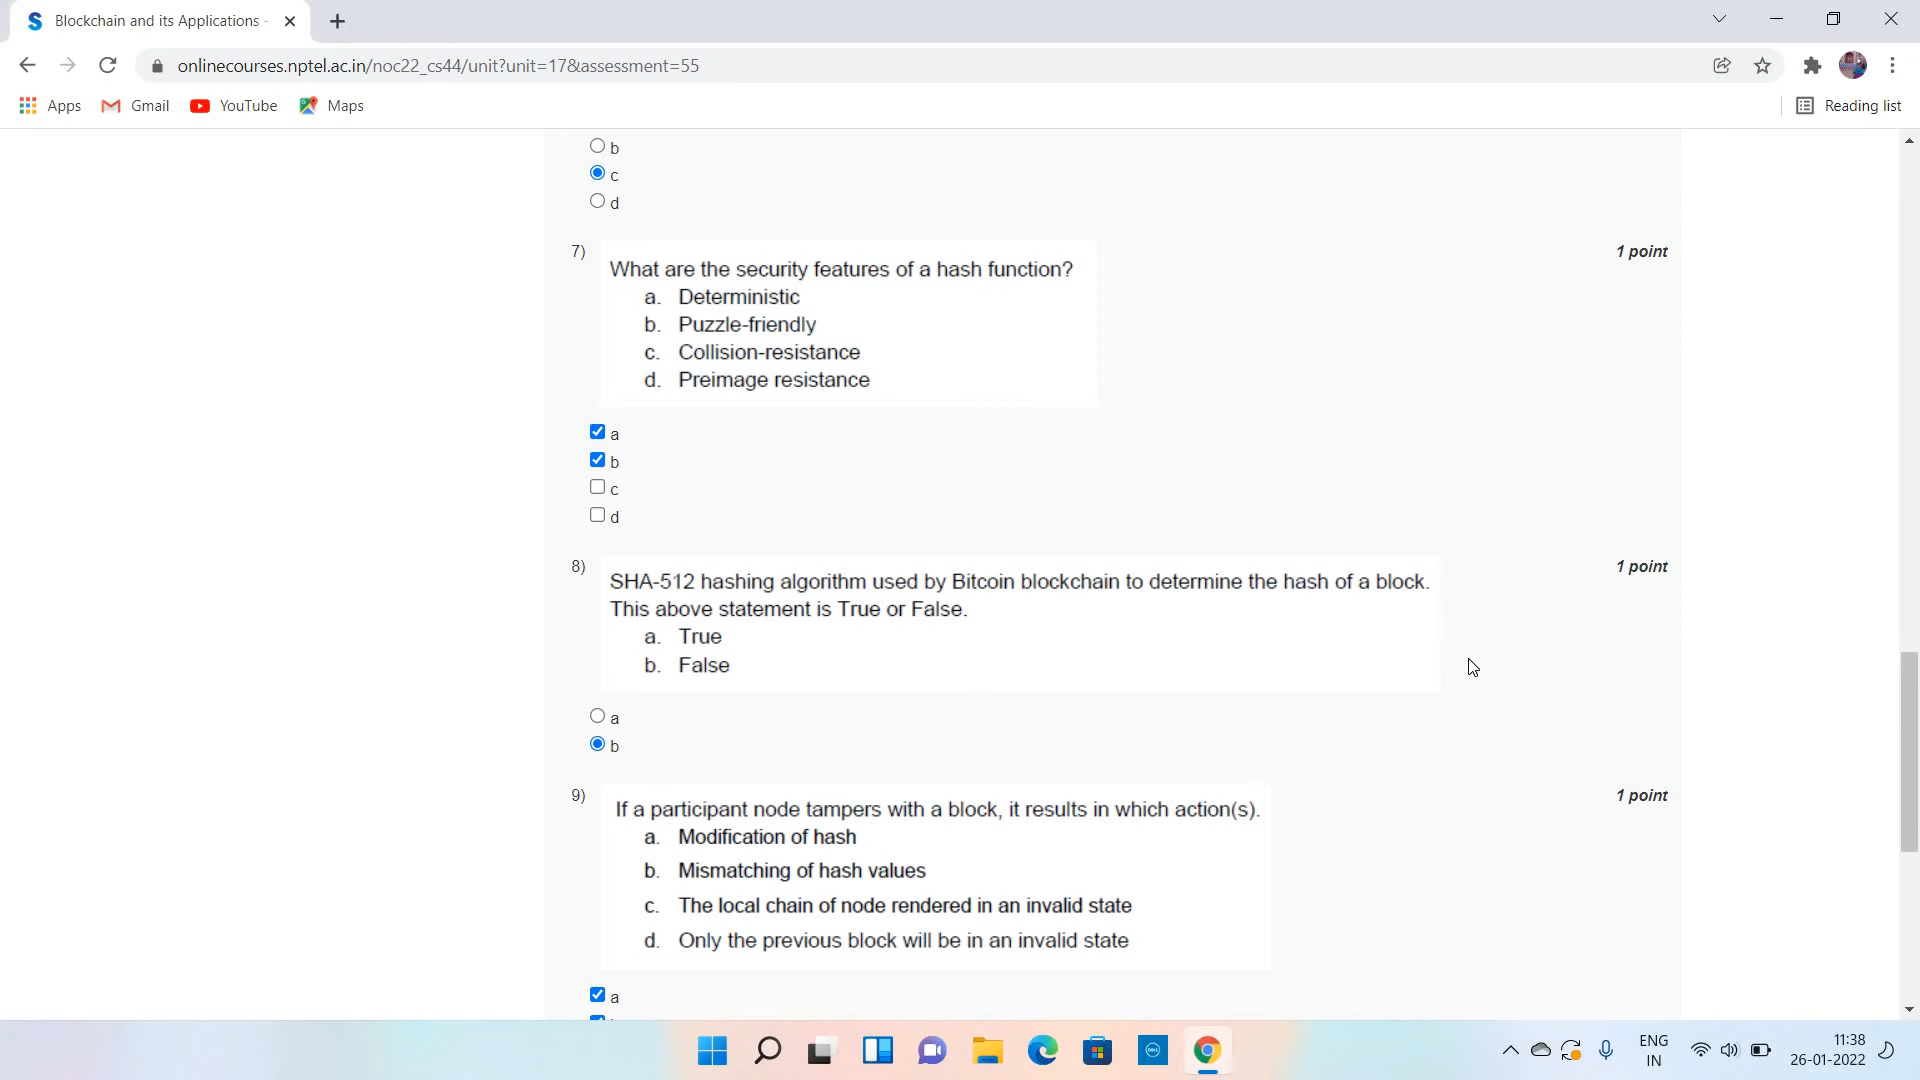 Blockchain and its Applications -
onlinecourses.nptel.ac.in/noc22_cs44/unit?unit=17&assessment=55
Apps
Gmail
YouTube
Maps
Reading list
b
c
d
7)
1 point
What are the security features of a hash function?
a. Deterministic
b. Puzzle-friendly
c. Collision-resistance
d. Preimage resistance
a
b
c
d
8)
1 point
SHA-512 hashing algorithm used by Bitcoin blockchain to determine the hash of a block.
This above statement is True or False.
a. True
b. False
a
b
9)
1 point
If a participant node tampers with a block, it results in which action(s).
a. Modification of hash
b. Mismatching of hash values
c. The local chain of node rendered in an invalid state
d. Only the previous block will be in an invalid state
a
ENG
IN
11:38
26-01-2022